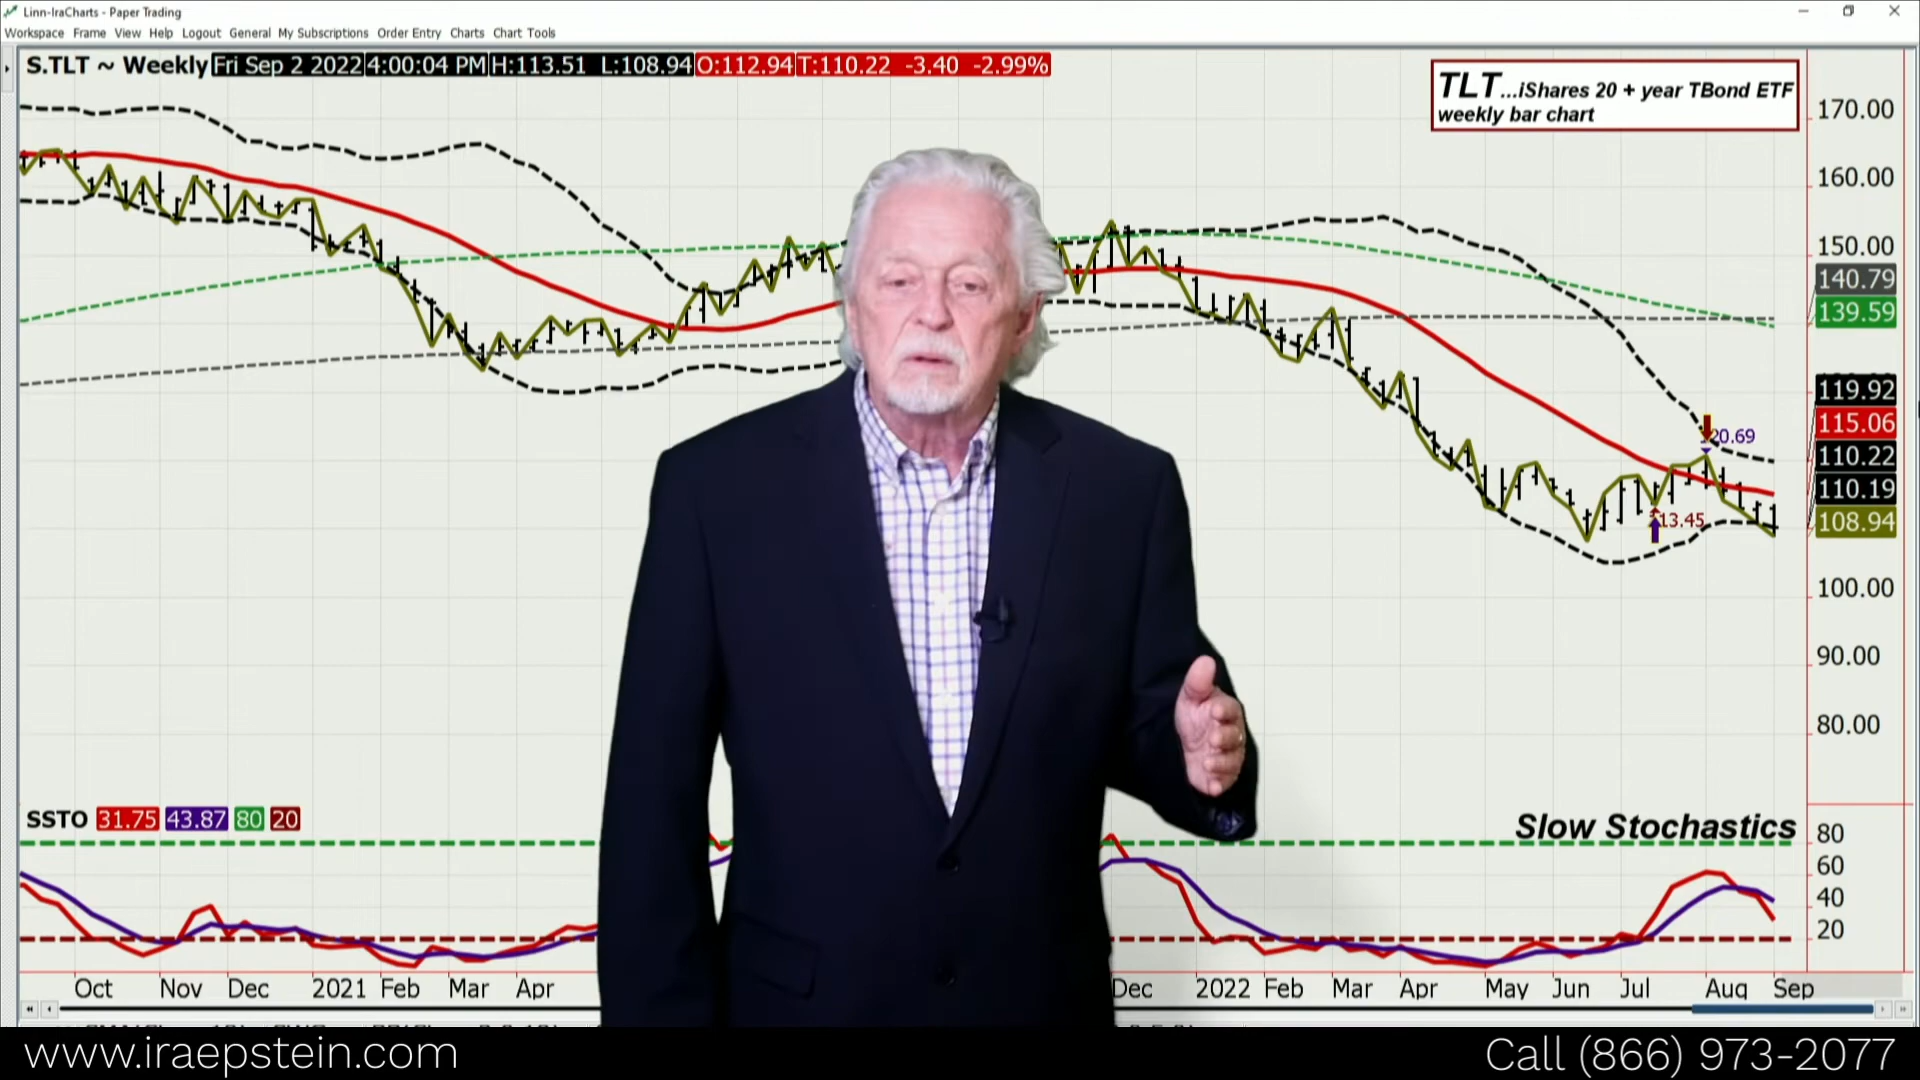 Linn-IraCharts - Paper Trading
Workspace Frame View Help Logout General My Subscriptions Order Entry Charts Chart Tools
S.TLT ~ Weekly Fri Sep 2 2022 4:00:04 PM H:113.51 L:108.94 O:112.94 T:110.22 -3.40 -2.99%
TLT...iShares 20 + year TBond ETF
weekly bar chart
170.00
160.00
150.00
140.79
139.59
119.92
115.06
110.22
110.19
108.94
100.00
90.00
80.00
120.69
113.45
SSTO 31.75 43.87 80 20
Slow Stochastics
80
60
40
20
Oct Nov Dec 2021 Feb Mar Apr Dec 2022 Feb Mar Apr May Jun Jul Aug Sep
www.iraepstein.com
Call (866) 973-2077